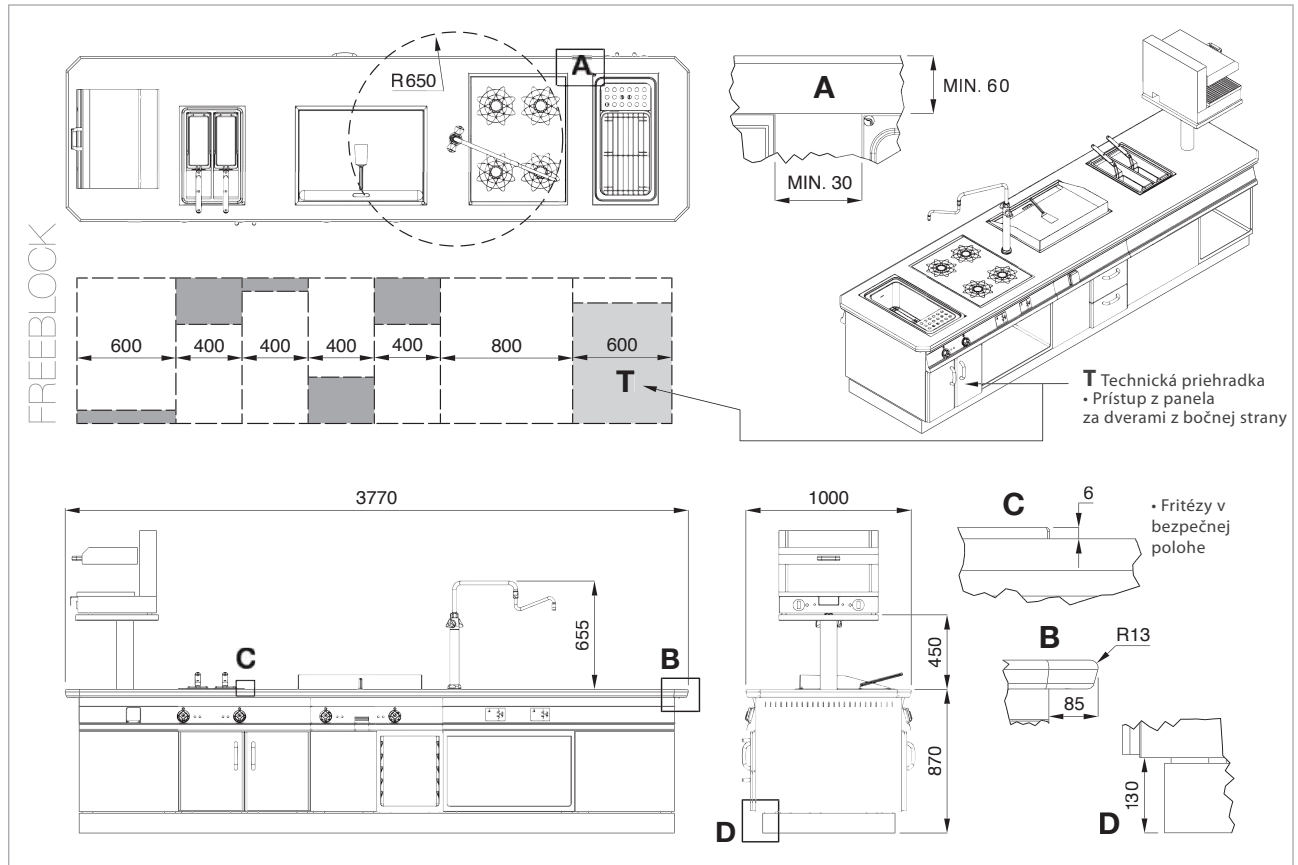 R650
A
A
MIN. 60
MIN. 30
FREEBLOCK
600
400
400
400
400
800
600
T
T Technická priehradka
• Prístup z panela
za dverami z bočnej strany
3770
655
C
B
1000
450
870
D
C
6
• Fritézy v
bezpečnej
polohe
B
R13
85
130
D